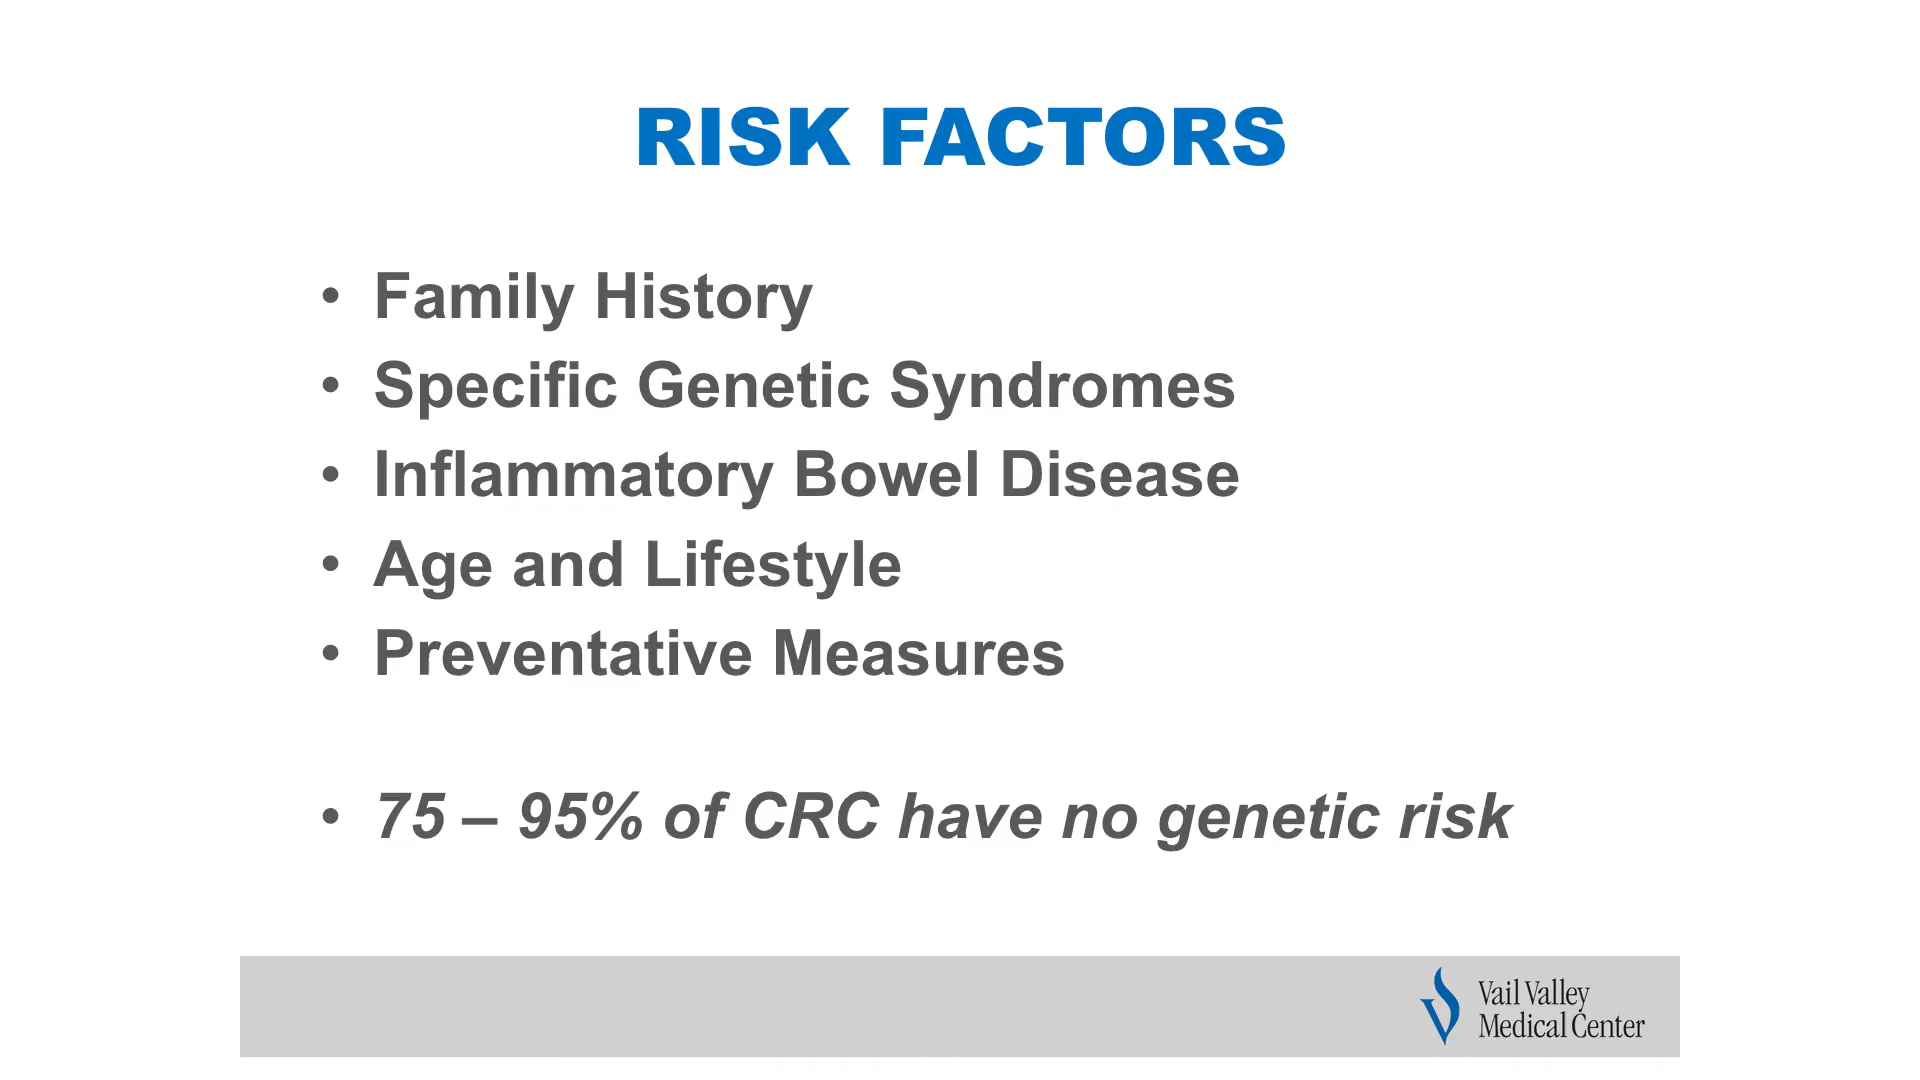 RISK FACTORS
• Family History
• Specific Genetic Syndromes
• Inflammatory Bowel Disease
• Age and Lifestyle
• Preventative Measures
• 75 – 95% of CRC have no genetic risk
Vail Valley
Medical Center